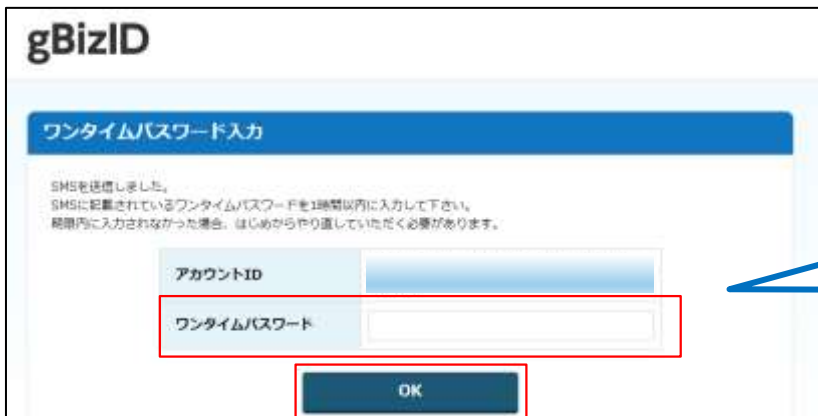 gBizID
ワンタイムパスワード入力
SMSを送信しました。
SMSに記載されているワンタイムパスワードを1時間以内に入力して下さい。
期限内に入力されなかった場合、はじめからやり直していただく必要があります。
アカウントID
ワンタイムパスワード
OK